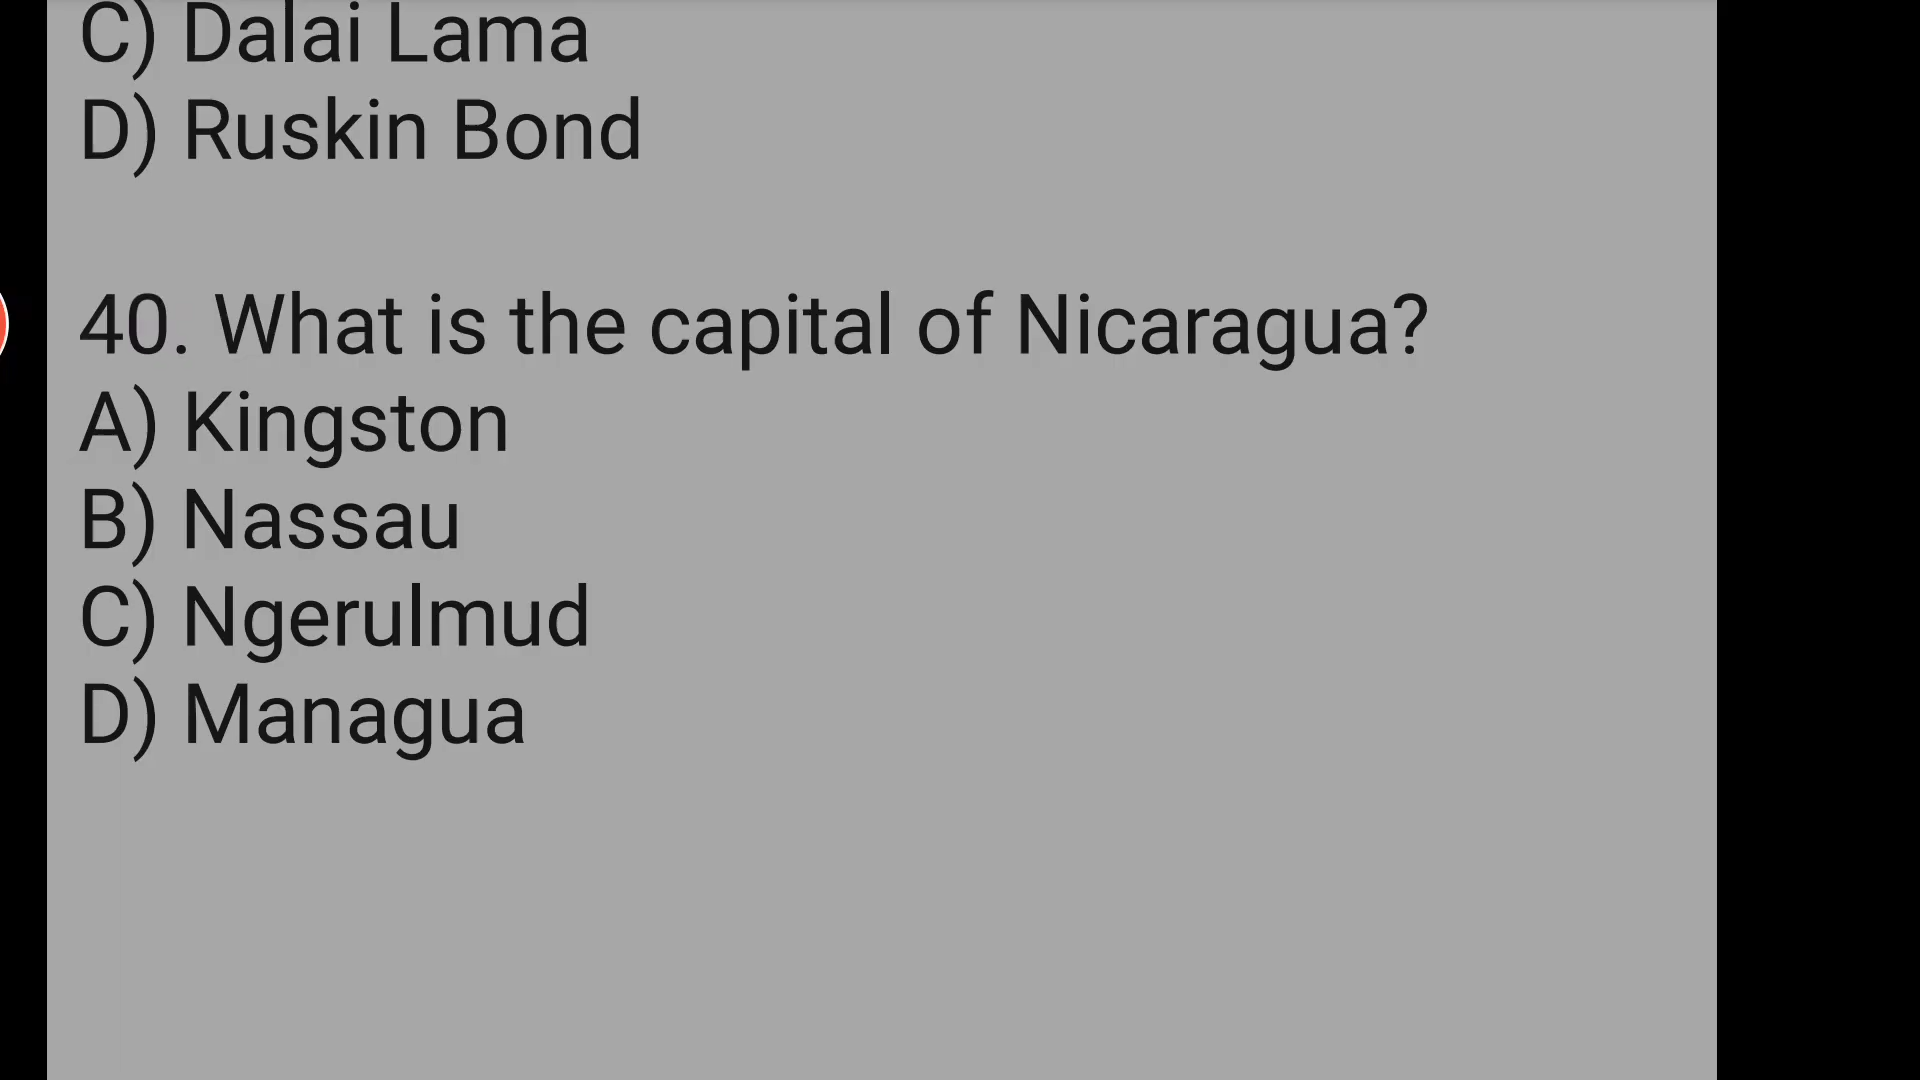 C) Dalai Lama
D) Ruskin Bond
40. What is the capital of Nicaragua?
A) Kingston
B) Nassau
C) Ngerulmud
D) Managua